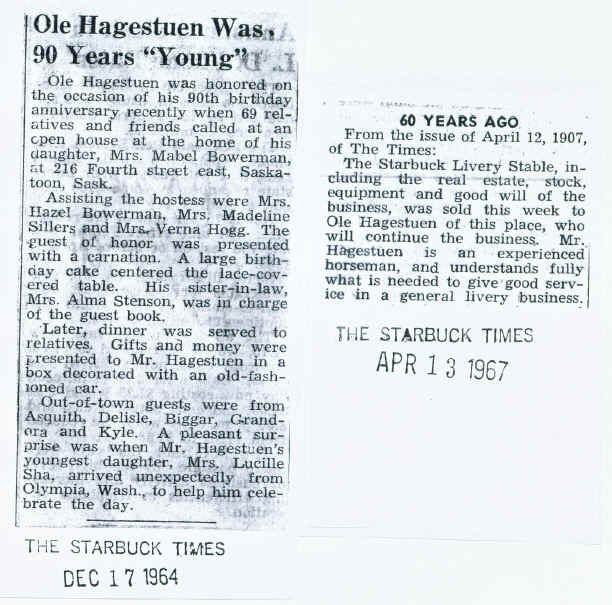 Ole Hagestuen Was
90 Years "Young"
Ole Hagestuen was honored on
the occasion of his 90th birthday
anniversary recently when 69 rel-
atives and friends called at an
open house at the home of his
daughter, Mrs. Mabel Bowerman,
at 216 Fourth street east, Saska-
toon, Sask.
Assisting the hostess were Mrs.
Hazel Bowerman, Mrs. Madeline
Sillers and Mrs. Verna Hogg. The
guest of honor was presented
with a carnation. A large birth-
day cake centered the lace-cov-
ered table. His sister-in-law,
Mrs. Alma Stenson, was in charge
of the guest book.
Later, dinner was served to
relatives. Gifts and money were
presented to Mr. Hagestuen in a
box decorated with an old-fash-
ioned car.
Out-of-town guests were from
Asquith, Delisle, Biggar, Grand-
ora and Kyle. A pleasant sur-
prise was when Mr. Hagestuen's
youngest daughter, Mrs. Lucille
Sha, arrived unexpectedly from
Olympia, Wash., to help him cele-
brate the day.
THE STARBUCK TIMES
DEC 17 1964
60 YEARS AGO
From the issue of April 12, 1907,
of The Times:
The Starbuck Livery Stable, in-
cluding the real estate, stock,
equipment and good will of the
business, was sold this week to
Ole Hagestuen of this place, who
will continue the business. Mr.
Hagestuen is an experienced
horseman, and understands fully
what is needed to give good serv-
ice in a general livery business.
THE STARBUCK TIMES
APR 13 1967